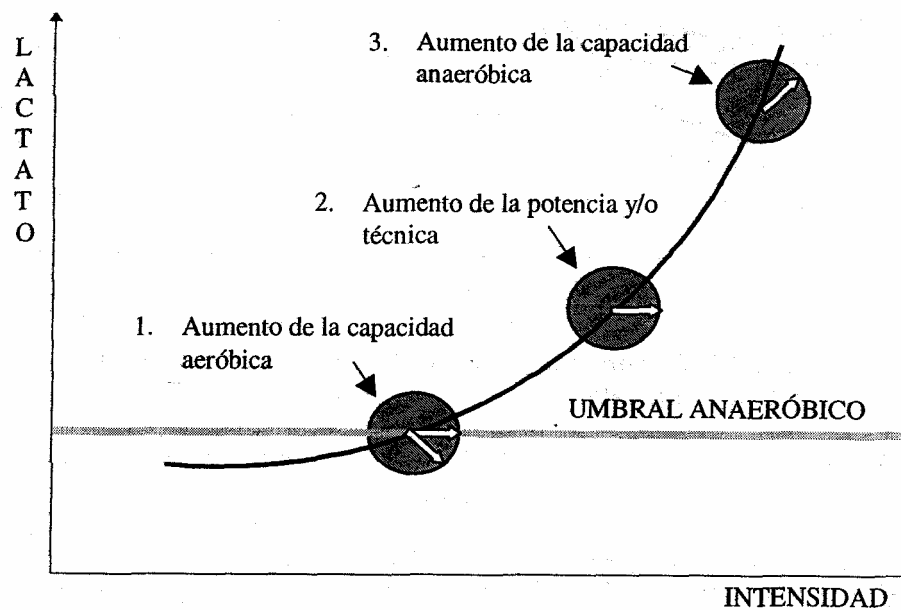 LACTATO
3. Aumento de la capacidad
anaeróbica
2. Aumento de la potencia y/o
técnica
1. Aumento de la capacidad
aeróbica
UMBRAL ANAERÓBICO
INTENSIDAD